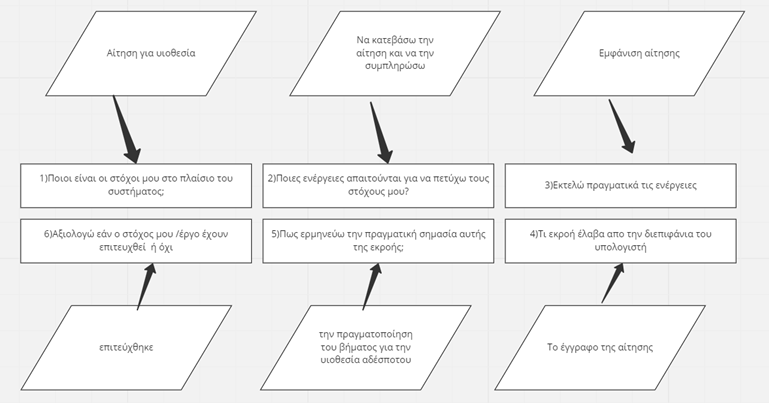 Αίτηση για υιοθεσία
Να κατεβάσω την
αίτηση και να την
συμπληρώσω
Εμφάνιση αίτησης
1)Ποιοι είναι οι στόχοι μου στο πλαίσιο του
συστήματος;
2)Ποιες ενέργειες απαιτούνται για να πετύχω τους
στόχους μου?
3)Εκτελώ πραγματικά τις ενέργειες
6)Αξιολογώ εάν ο στόχος μου /έργο έχουν
επιτευχθεί ή όχι
5)Πως ερμηνεύω την πραγματική σημασία αυτής
της εκροής;
4)Τι εκροή έλαβα απο την διεπιφάνια του
υπολογιστή
επιτεύχθηκε
την πραγματοποίηση
του βήματος για την
υιοθεσία αδέσποτου
Το έγγραφο της αίτησης